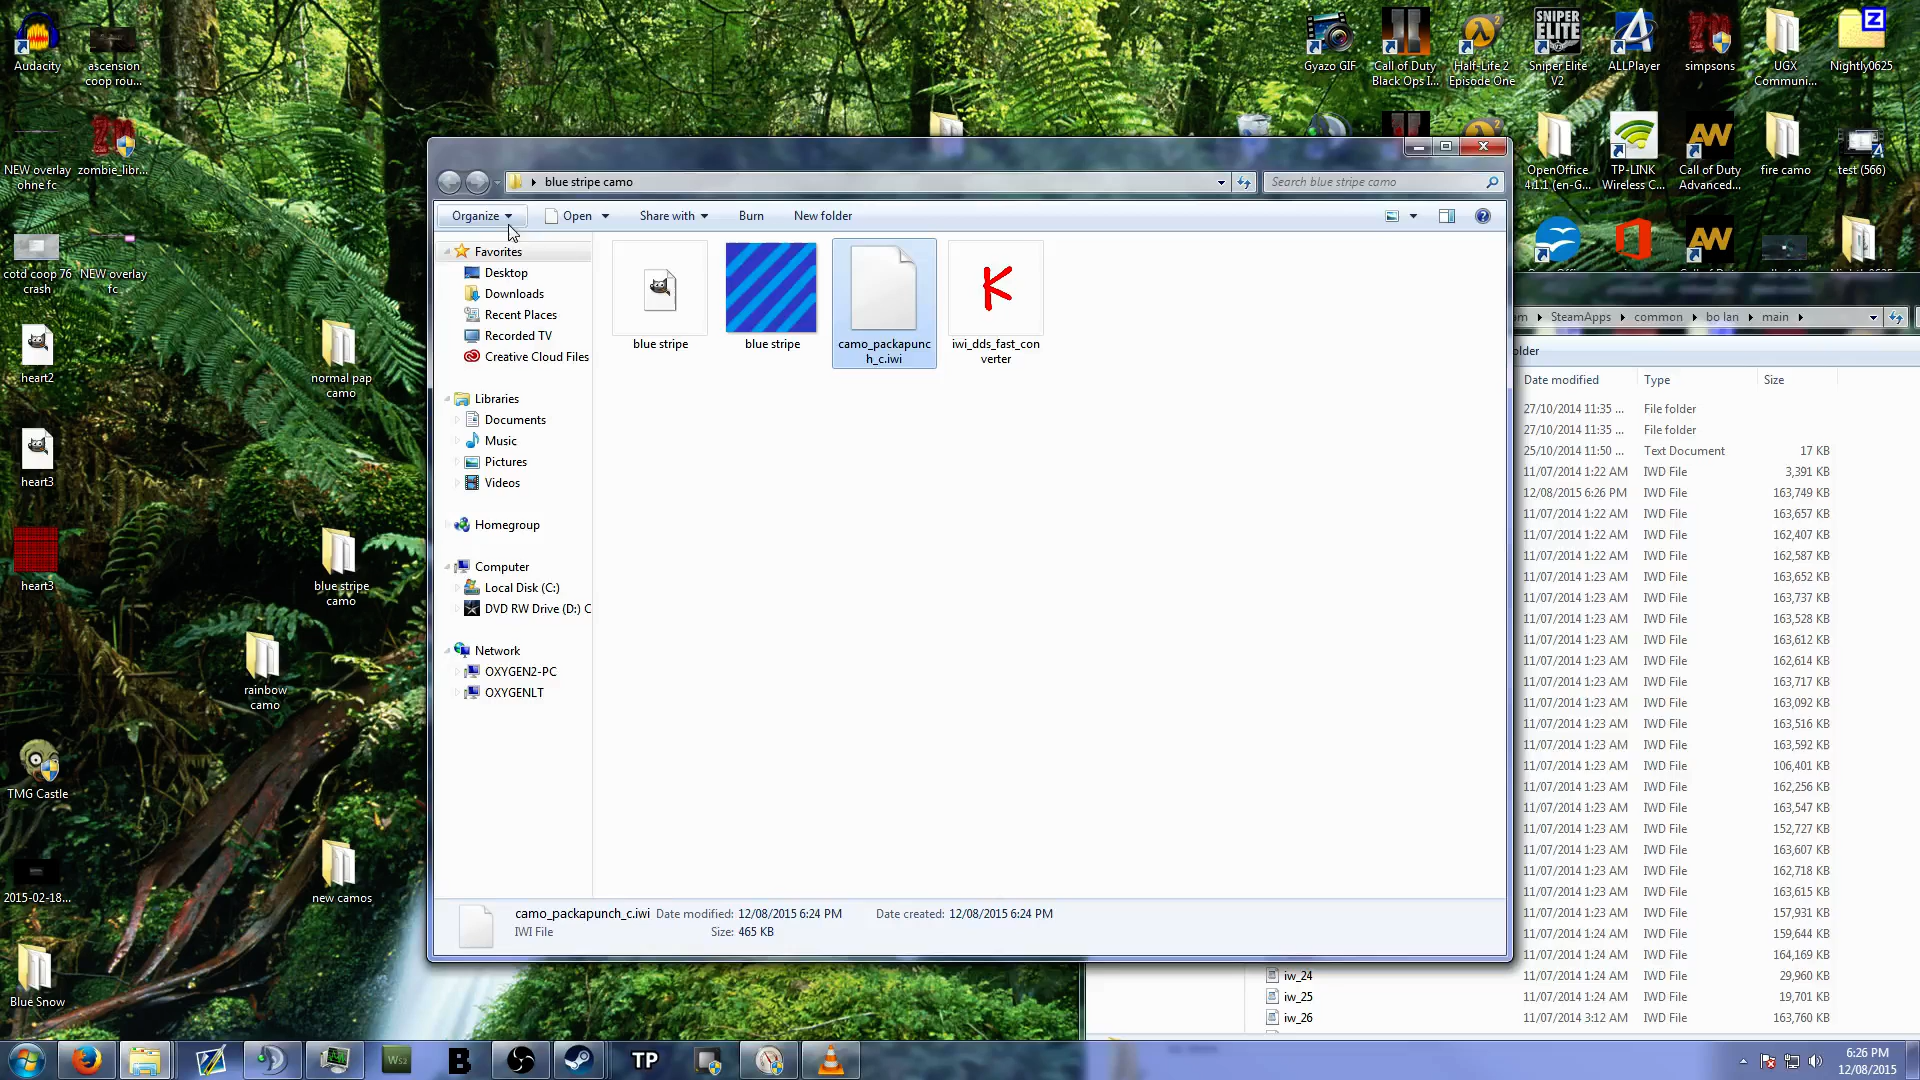 Audacity
ascension
coop rou...
Gyazo GIF
Call of Duty
Black Ops I...
Half-Life 2
Episode One
SNIPER
ELITE
Sniper Elite
V2
ALLPlayer
simpsons
UGX
Communi...
Nightly0625
NEW overlay
ohne fc
zombie_libr...
OpenOffice
4.1.1 (en-G...
TP-LINK
Wireless C...
Call of Duty
Advanced...
fire camo
test (566)
cotd coop 76
crash
NEW overlay
fc
heart2
normal pap
camo
heart3
heart3
blue stripe
camo
rainbow
camo
TMG Castle
2015-02-18...
new camos
Blue Snow
blue stripe camo
Search blue stripe camo
Organize
Open
Share with
Burn
New folder
Favorites
Desktop
Downloads
Recent Places
Recorded TV
Creative Cloud Files
Libraries
Documents
Music
Pictures
Videos
Homegroup
Computer
Local Disk (C:)
DVD RW Drive (D:) C
Network
OXYGEN2-PC
OXYGENLT
blue stripe
blue stripe
camo_packapunc
h_c.iwi
iwi_dds_fast_con
verter
camo_packapunch_c.iwi Date modified: 12/08/2015 6:24 PM Date created: 12/08/2015 6:24 PM
IWI File Size: 465 KB
SteamApps common bo lan main
older
Date modified Type Size
27/10/2014 11:35 ... File folder
27/10/2014 11:35 ... File folder
25/10/2014 11:50 ... Text Document 17 KB
11/07/2014 1:22 AM IWD File 3,391 KB
12/08/2015 6:26 PM IWD File 163,749 KB
11/07/2014 1:22 AM IWD File 163,657 KB
11/07/2014 1:22 AM IWD File 162,407 KB
11/07/2014 1:22 AM IWD File 162,587 KB
11/07/2014 1:23 AM IWD File 163,652 KB
11/07/2014 1:23 AM IWD File 163,737 KB
11/07/2014 1:23 AM IWD File 163,528 KB
11/07/2014 1:23 AM IWD File 163,612 KB
11/07/2014 1:23 AM IWD File 162,614 KB
11/07/2014 1:23 AM IWD File 163,717 KB
11/07/2014 1:23 AM IWD File 163,092 KB
11/07/2014 1:23 AM IWD File 163,516 KB
11/07/2014 1:23 AM IWD File 163,592 KB
11/07/2014 1:23 AM IWD File 106,401 KB
11/07/2014 1:23 AM IWD File 162,256 KB
11/07/2014 1:23 AM IWD File 163,547 KB
11/07/2014 1:23 AM IWD File 152,727 KB
11/07/2014 1:23 AM IWD File 163,607 KB
11/07/2014 1:23 AM IWD File 162,718 KB
11/07/2014 1:23 AM IWD File 163,615 KB
11/07/2014 1:24 AM IWD File 157,931 KB
11/07/2014 1:24 AM IWD File 159,644 KB
11/07/2014 1:24 AM IWD File 164,169 KB
iw_24 11/07/2014 1:24 AM IWD File 29,960 KB
iw_25 11/07/2014 1:24 AM IWD File 19,701 KB
iw_26 11/07/2014 3:12 AM IWD File 163,760 KB
TP
6:26 PM
12/08/2015